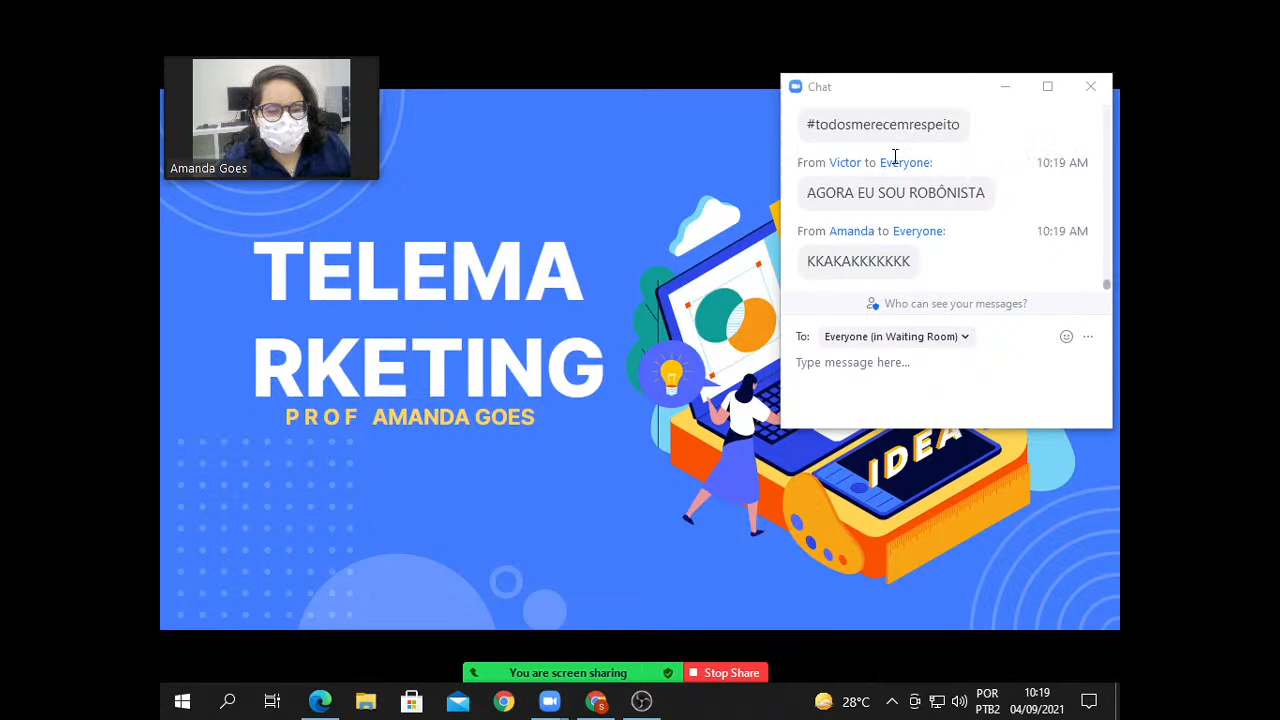 Amanda Goes
TELEMA
RKETING
PROF AMANDA GOES
IDEA
Chat
#todosmerecemrespeito
From Victor to Everyone:
10:19 AM
AGORA EU SOU ROBÔNISTA
From Amanda to Everyone:
10:19 AM
KKAKAKKKKKKK
Who can see your messages?
To: Everyone (in Waiting Room)
Type message here...
You are screen sharing
Stop Share
28°C
POR
PTB2
10:19
04/09/2021